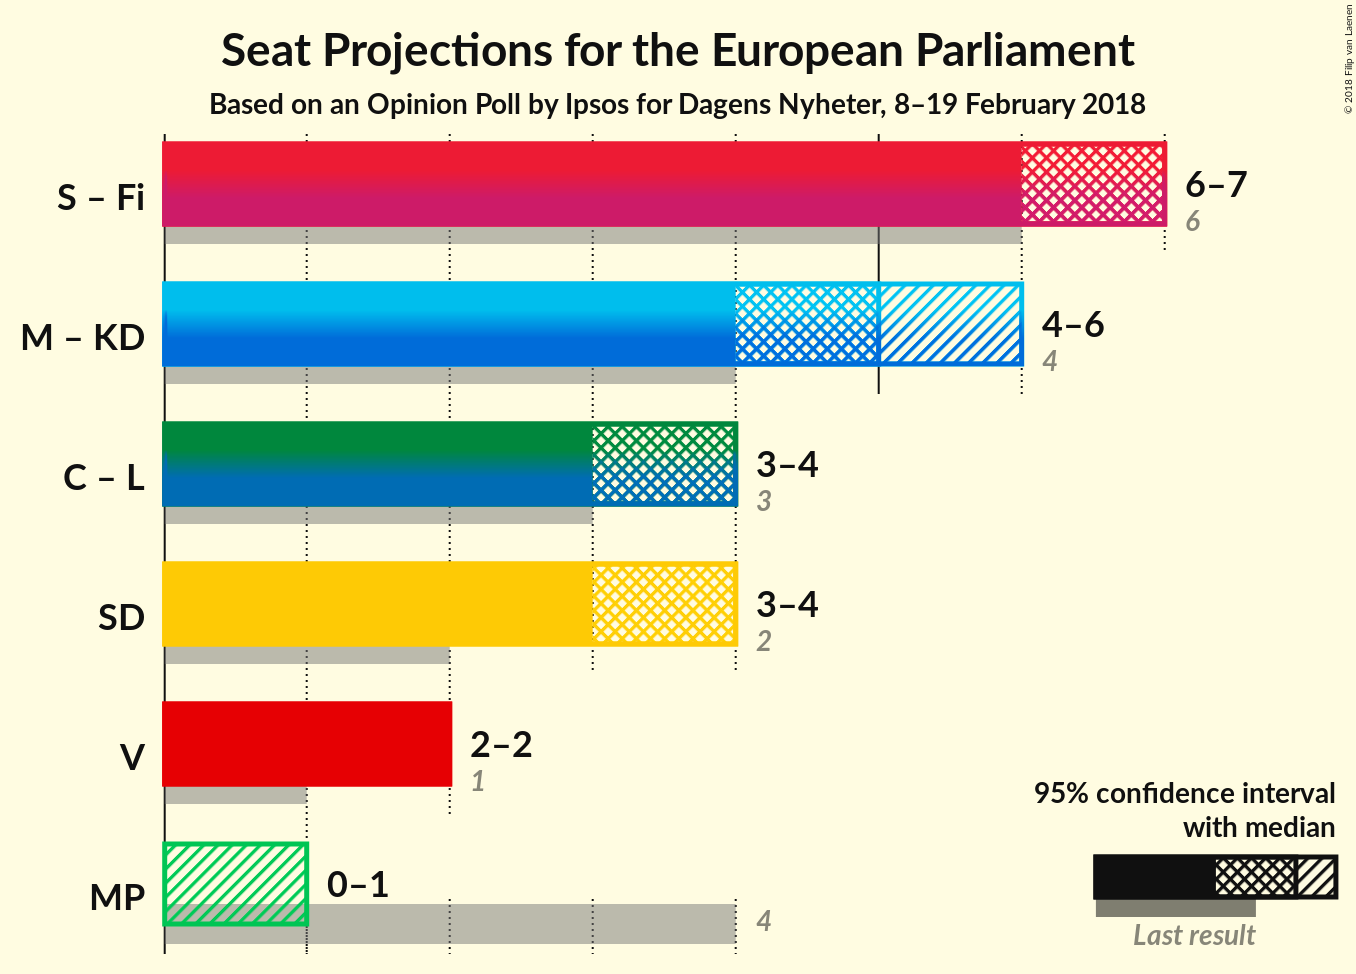 Seat Projections for the European Parliament
Based on an Opinion Poll by Ipsos for Dagens Nyheter, 8–19 February 2018
© 2018 Filip van Laenen
S – Fi
6–7
6
M – KD
4–6
4
C – L
3–4
3
SD
3–4
2
V
2–2
1
MP
0–1
4
95% confidence interval
with median
Last result